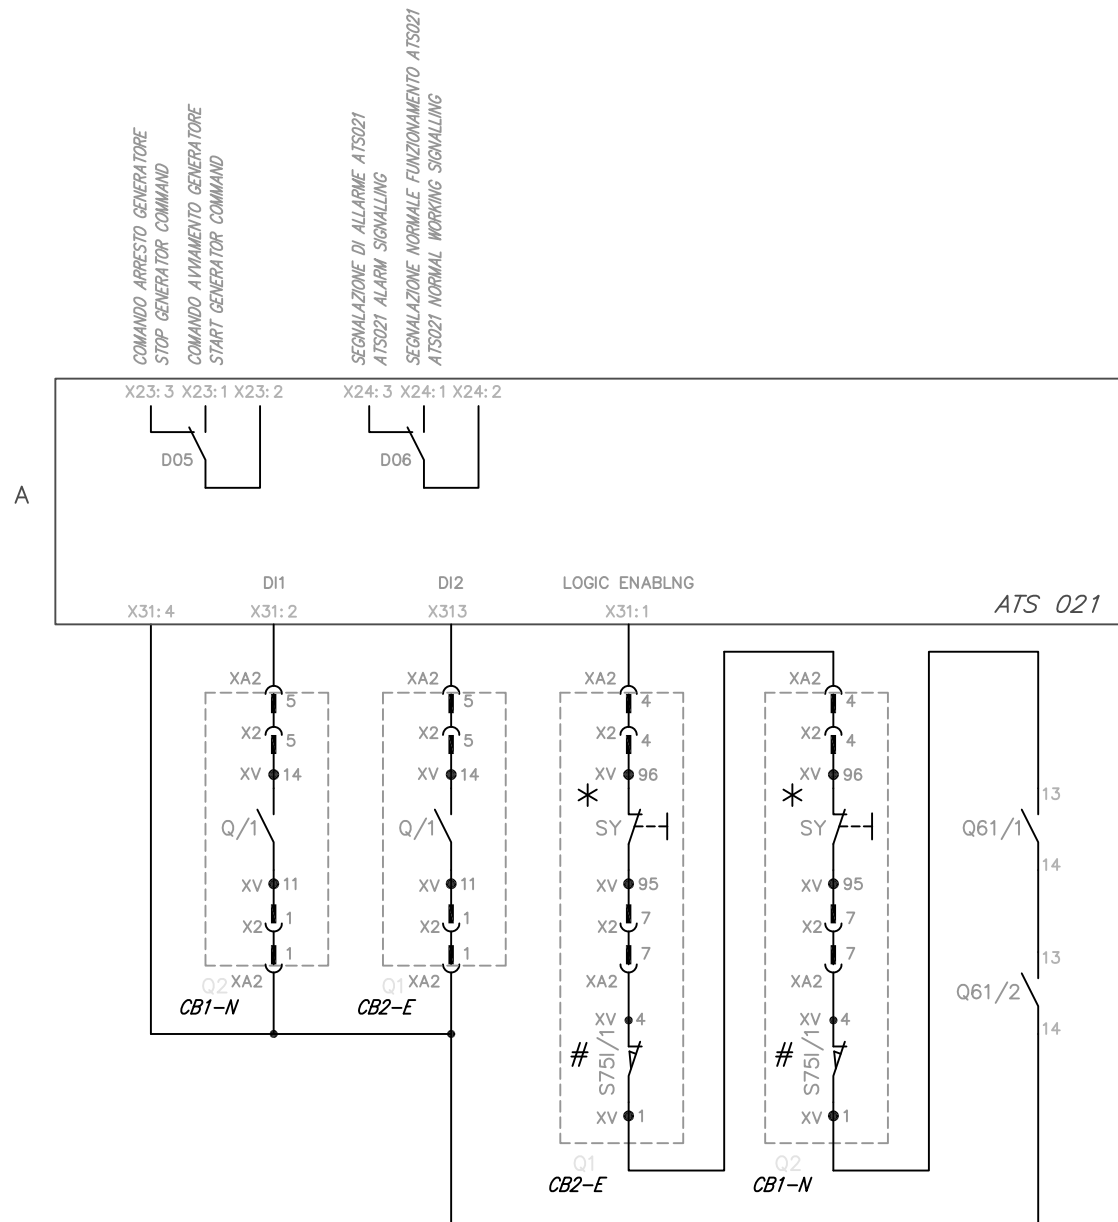 COMANDO ARRESTO GENERATORE
STOP GENERATOR COMMAND
COMANDO AVVIAMENTO GENERATORE
START GENERATOR COMMAND
SEGNALAZIONE DI ALLARME ATS021
ATS021 ALARM SIGNALLING
SEGNALAZIONE NORMALE FUNZIONAMENTO ATS021
ATS021 NORMAL WORKING SIGNALLING
X23:3 X23:1 X23:2 X24:3 X24:1 X24:2
DO5 DO6
A
DI1 DI2 LOGIC ENABLNG
X31:4 X31:2 X313 X31:1 ATS 021
XA2 5 XA2 5 XA2 4 XA2 4
X2 5 X2 5 X2 4 X2 4
XV 14 XV 14 XV 96 XV 96
* * 13
Q/1 Q/1 SY SY Q61/1
14
XV 11 XV 11 XV 95 XV 95
X2 1 X2 1 X2 7 X2 7
1 1 7 7 13
Q2 XA2 Q1 XA2 XA2 XA2 Q61/2
CB1-N CB2-E
XV 4 XV 4 14
# S75I/1 # S75I/1
XV 1 XV 1
Q1 Q2
CB2-E CB1-N